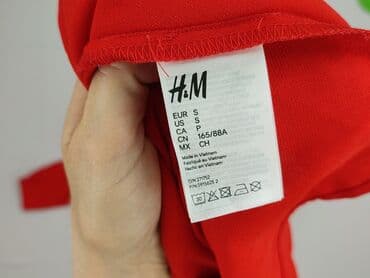 H&M
EUR S
US S
CA P
CN 165/88A
MX CH
Made in Vietnam
Fabriqué au Vietnam
Hecho en Vietnam
30